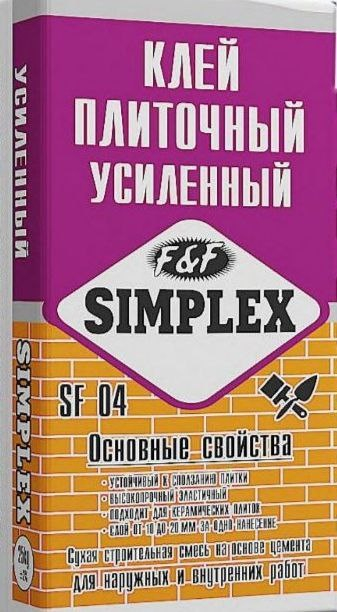 КЛЕЙ
ПЛИТОЧНЫЙ
УСИЛЕННЫЙ
F&F
SIMPLEX
SF 04
Основные свойства
• УСТОЙЧИВЫЙ К СПОЛЗАНИЮ ПЛИТКИ
• ВЫСОКОПРОЧНЫЙ ЭЛАСТИЧНЫЙ
• ПОДХОДИТ ДЛЯ КЕРАМИЧЕСКИХ ПЛИТОК
• СЛОЙ ОТ 10 ДО 20 ММ ЗА ОДНО НАНЕСЕНИЕ
Сухая строительная смесь на основе цемента
для наружных и внутренних работ
УСИЛЕННЫЙ
SIMPLEX